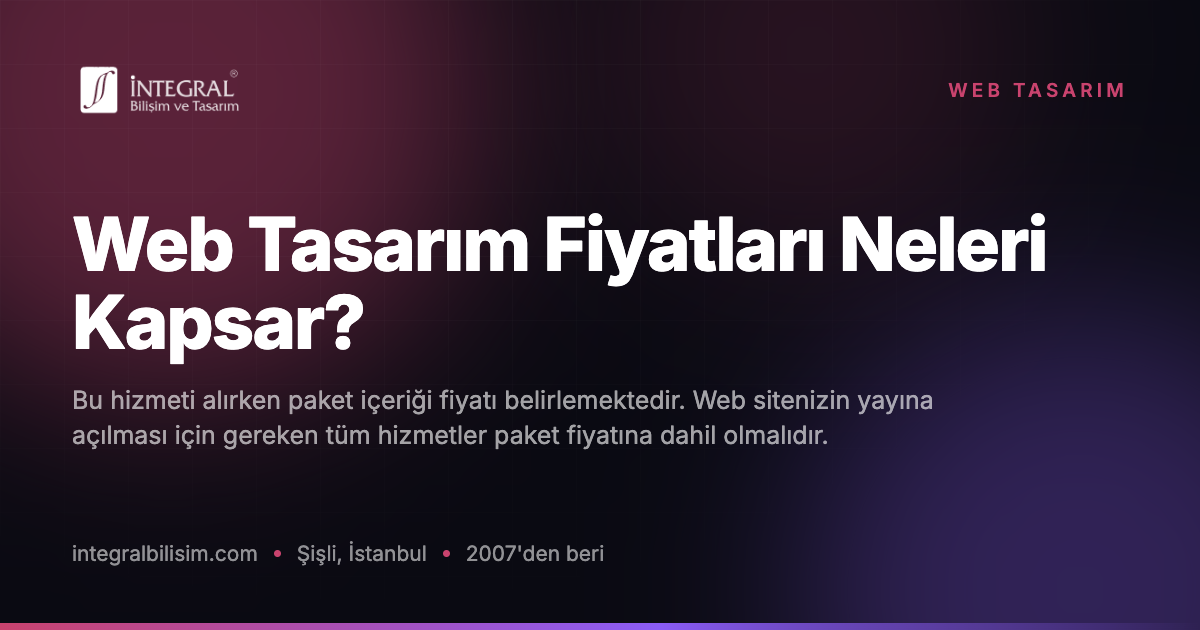 İNTEGRAL®
Bilişim ve Tasarım
WEB TASARIM
Web Tasarım Fiyatları Neleri
Kapsar?
Bu hizmeti alırken paket içeriği fiyatı belirlemektedir. Web sitenizin yayına
açılması için gereken tüm hizmetler paket fiyatına dahil olmalıdır.
integralbilisim.com • Şişli, İstanbul • 2007'den beri